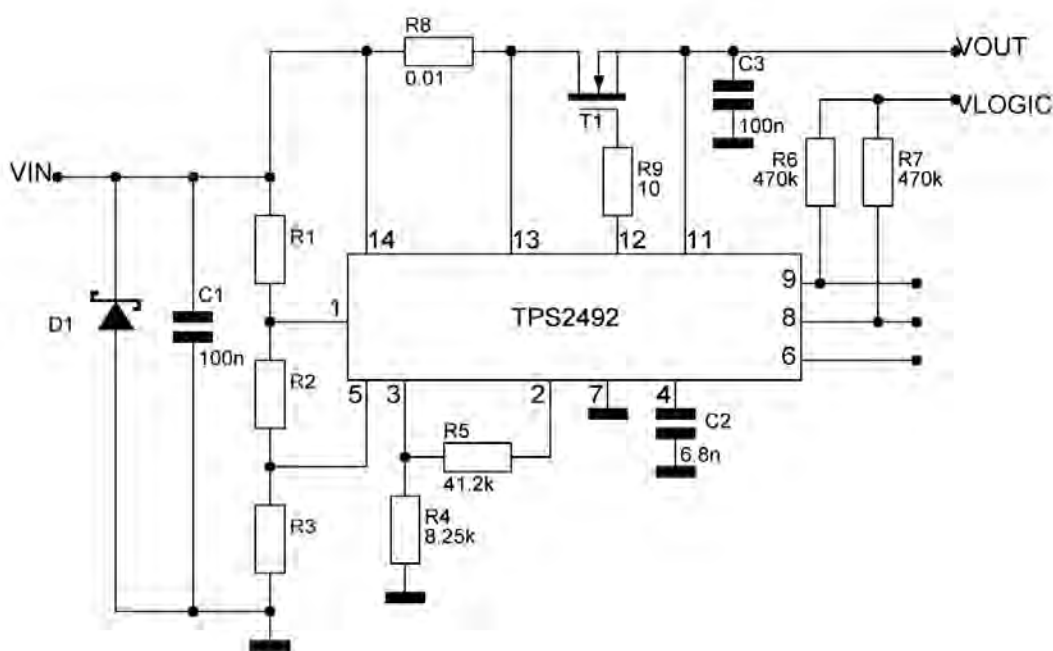 R8
0.01
VOUT
C3
100n
VLOGIC
T1
R9
10
R6
470k
R7
470k
VIN
R1
14
13
12
11
D1
C1
100n
1
TPS2492
9
8
6
R2
5
3
2
7
4
C2
6.8n
R5
41.2k
R3
R4
8.25k